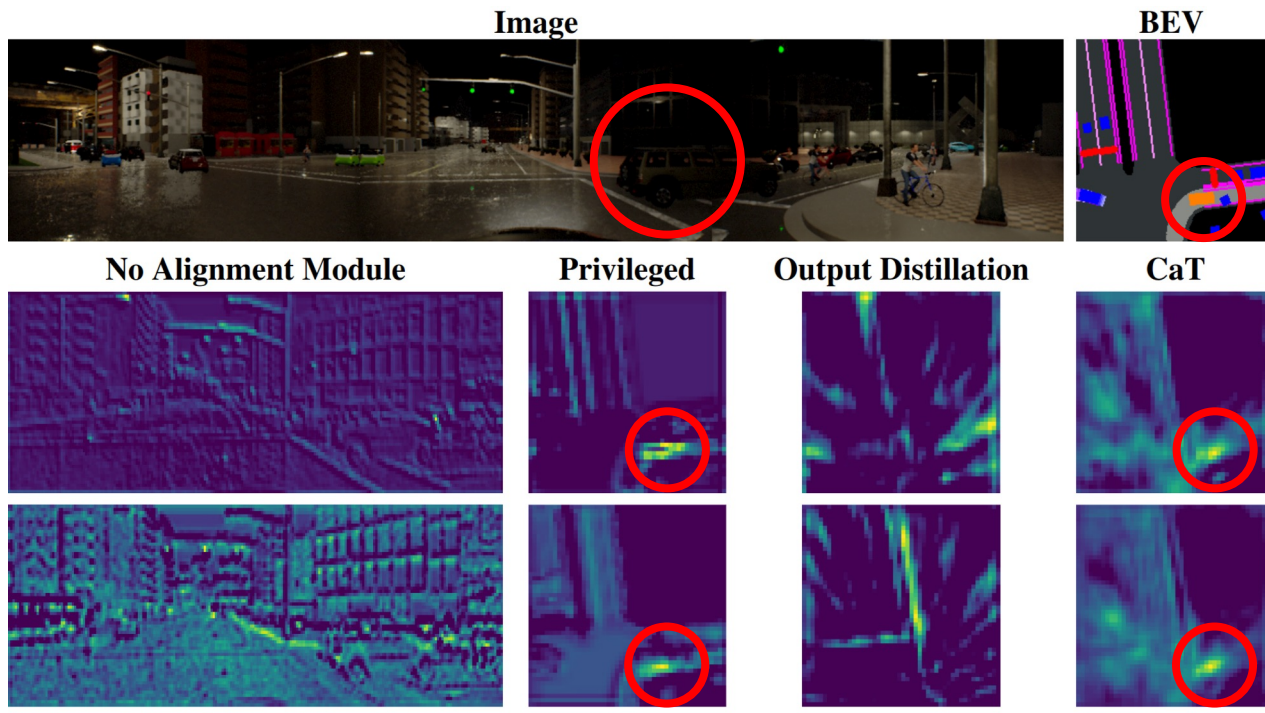 Image
BEV
No Alignment Module
Privileged
Output Distillation
CaT